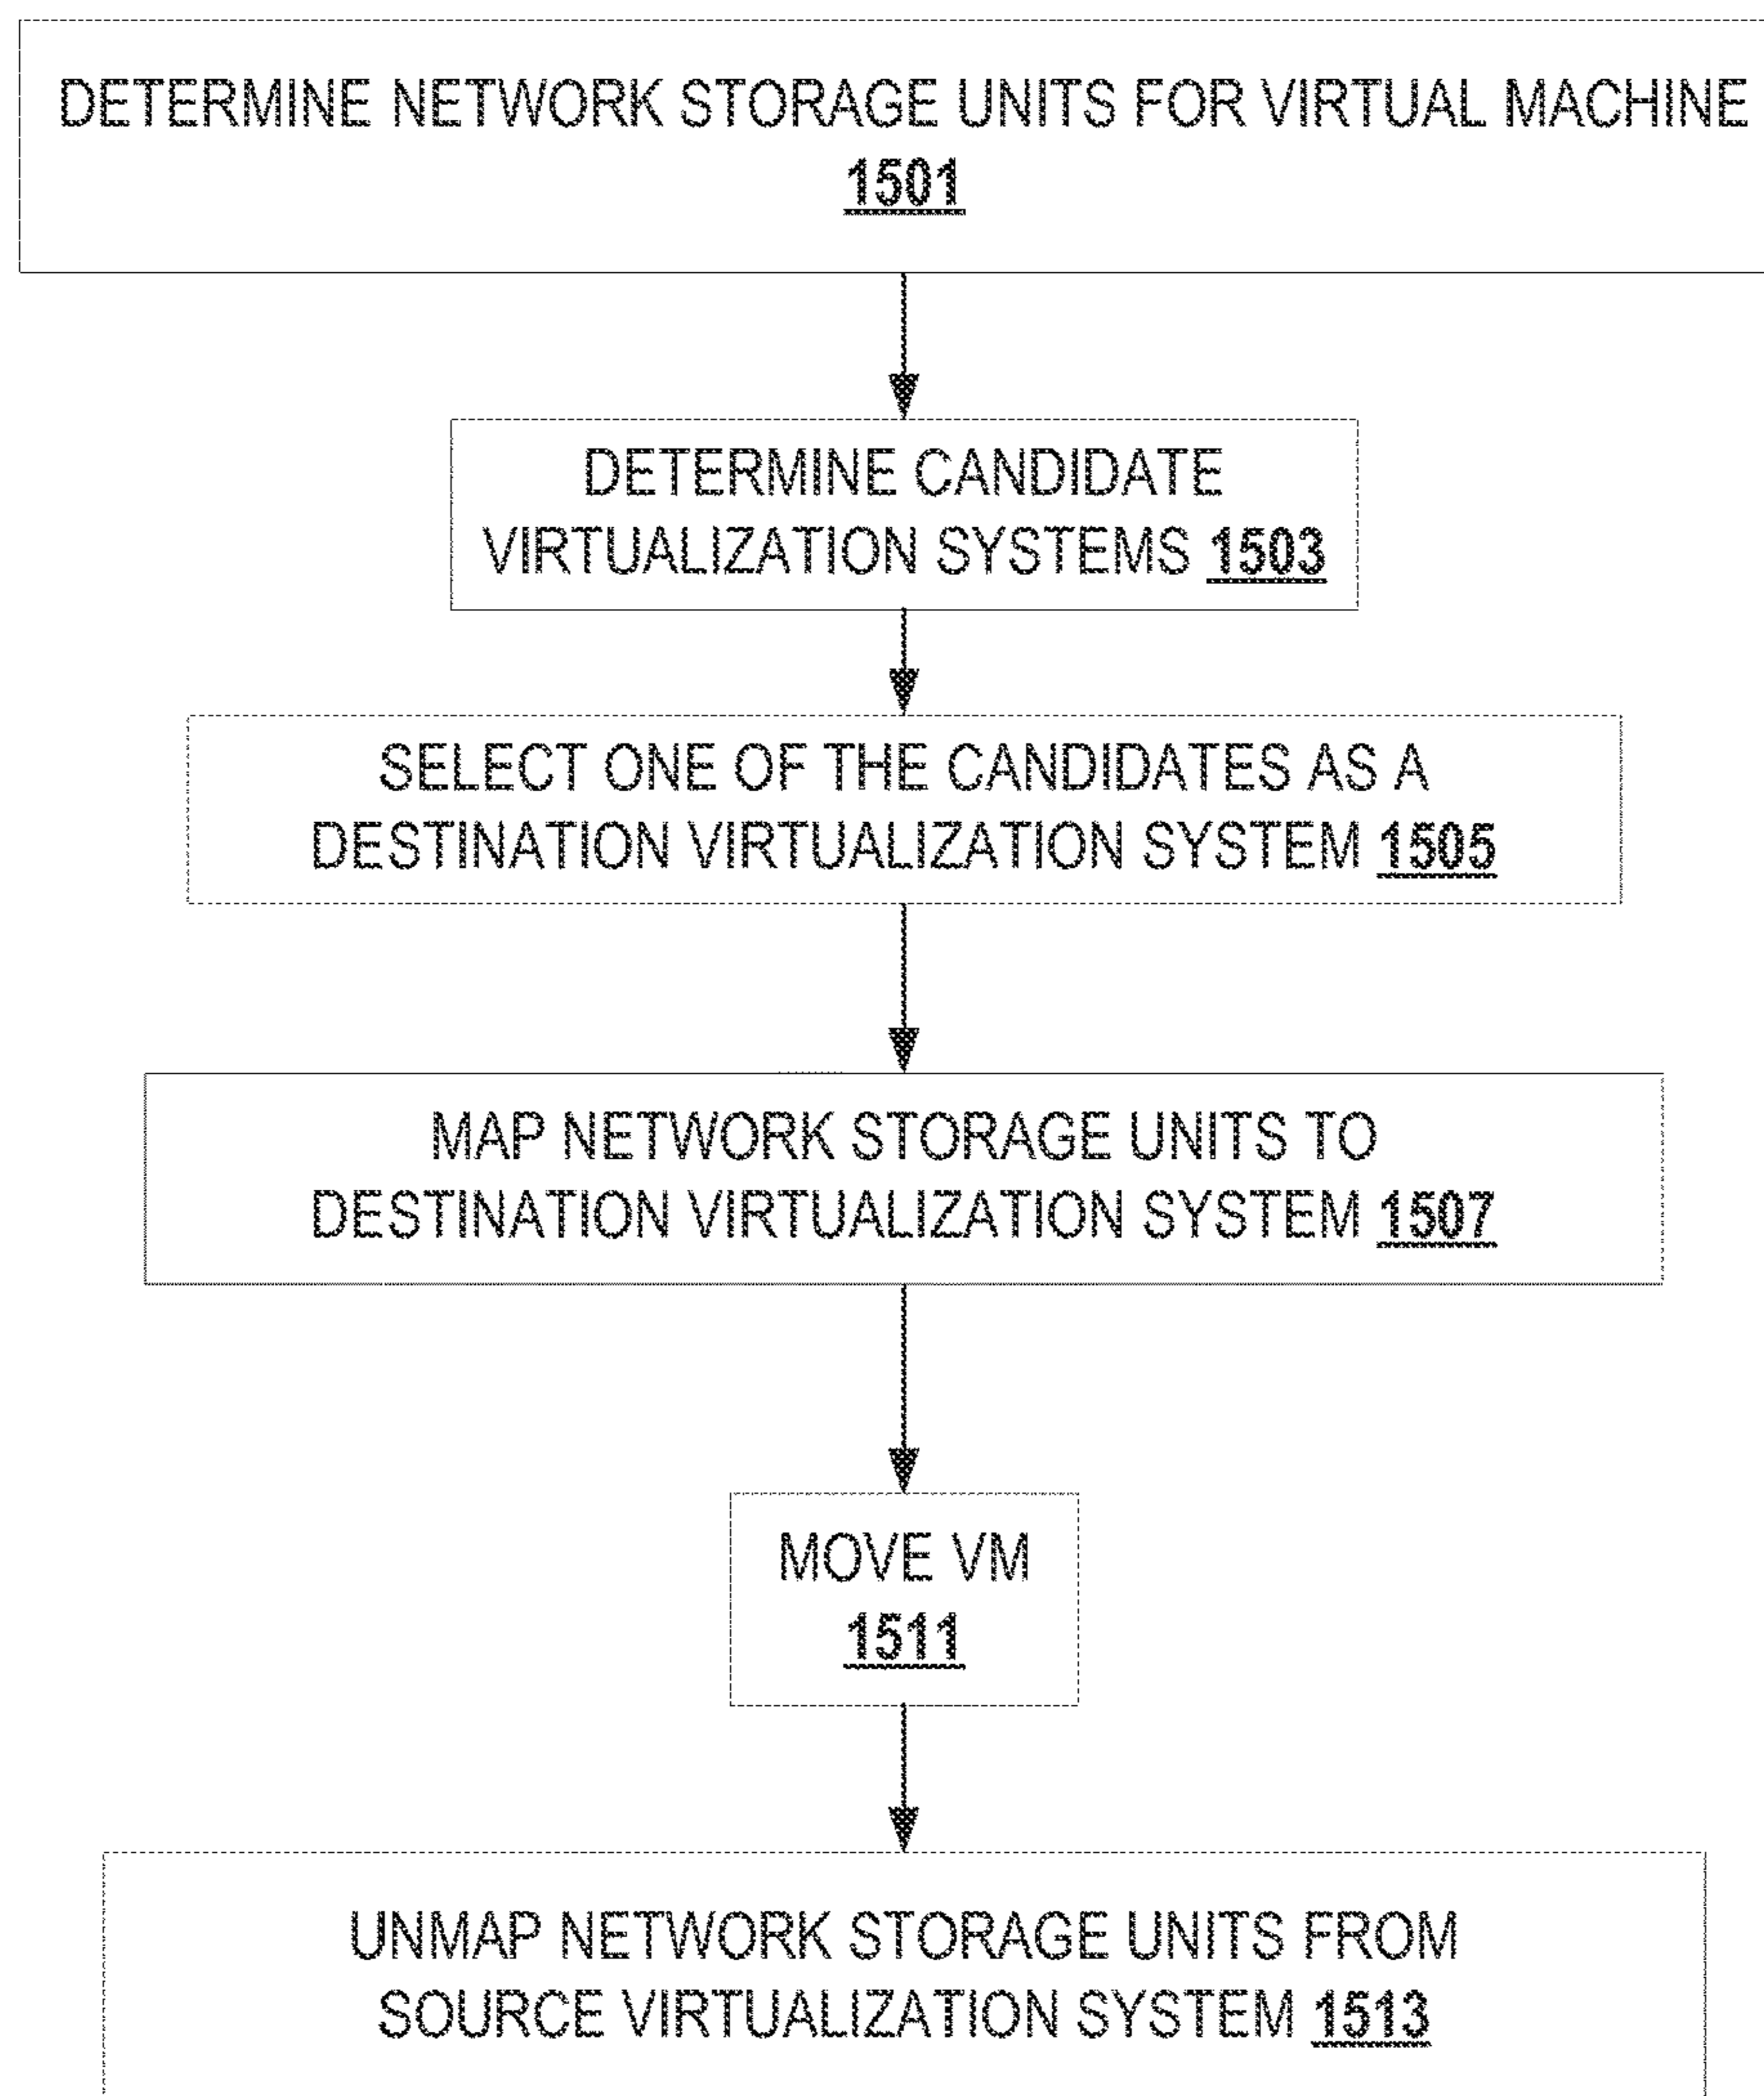 DETERMINE NETWORK STORAGE UNITS FOR VIRTUAL MACHINE
1501
DETERMINE CANDIDATE
VIRTUALIZATION SYSTEMS 1503
SELECT ONE OF THE CANDIDATES AS A
DESTINATION VIRTUALIZATION SYSTEM 1505
MAP NETWORK STORAGE UNITS TO
DESTINATION VIRTUALIZATION SYSTEM 1507
MOVE VM
1511
UNMAP NETWORK STORAGE UNITS FROM
SOURCE VIRTUALIZATION SYSTEM 1513